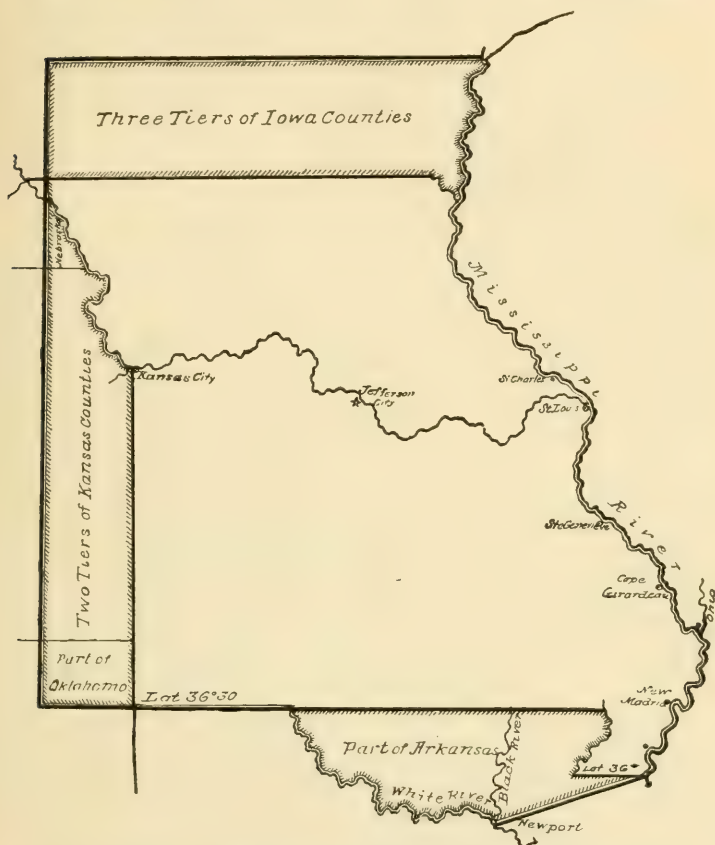 Three Tiers of Iowa Counties
Nebraska
Mississippi
River
Kansas City
Jefferson
City
St Charles
St. Louis
Two Tiers of Kansas Counties
Ste Genevieve
Cape
Girardeau
Ohio
Part of
Oklahoma
Lat 36°30
New
Madrid
Part of Arkansas
Black River
Lat 36°
White River
Newport